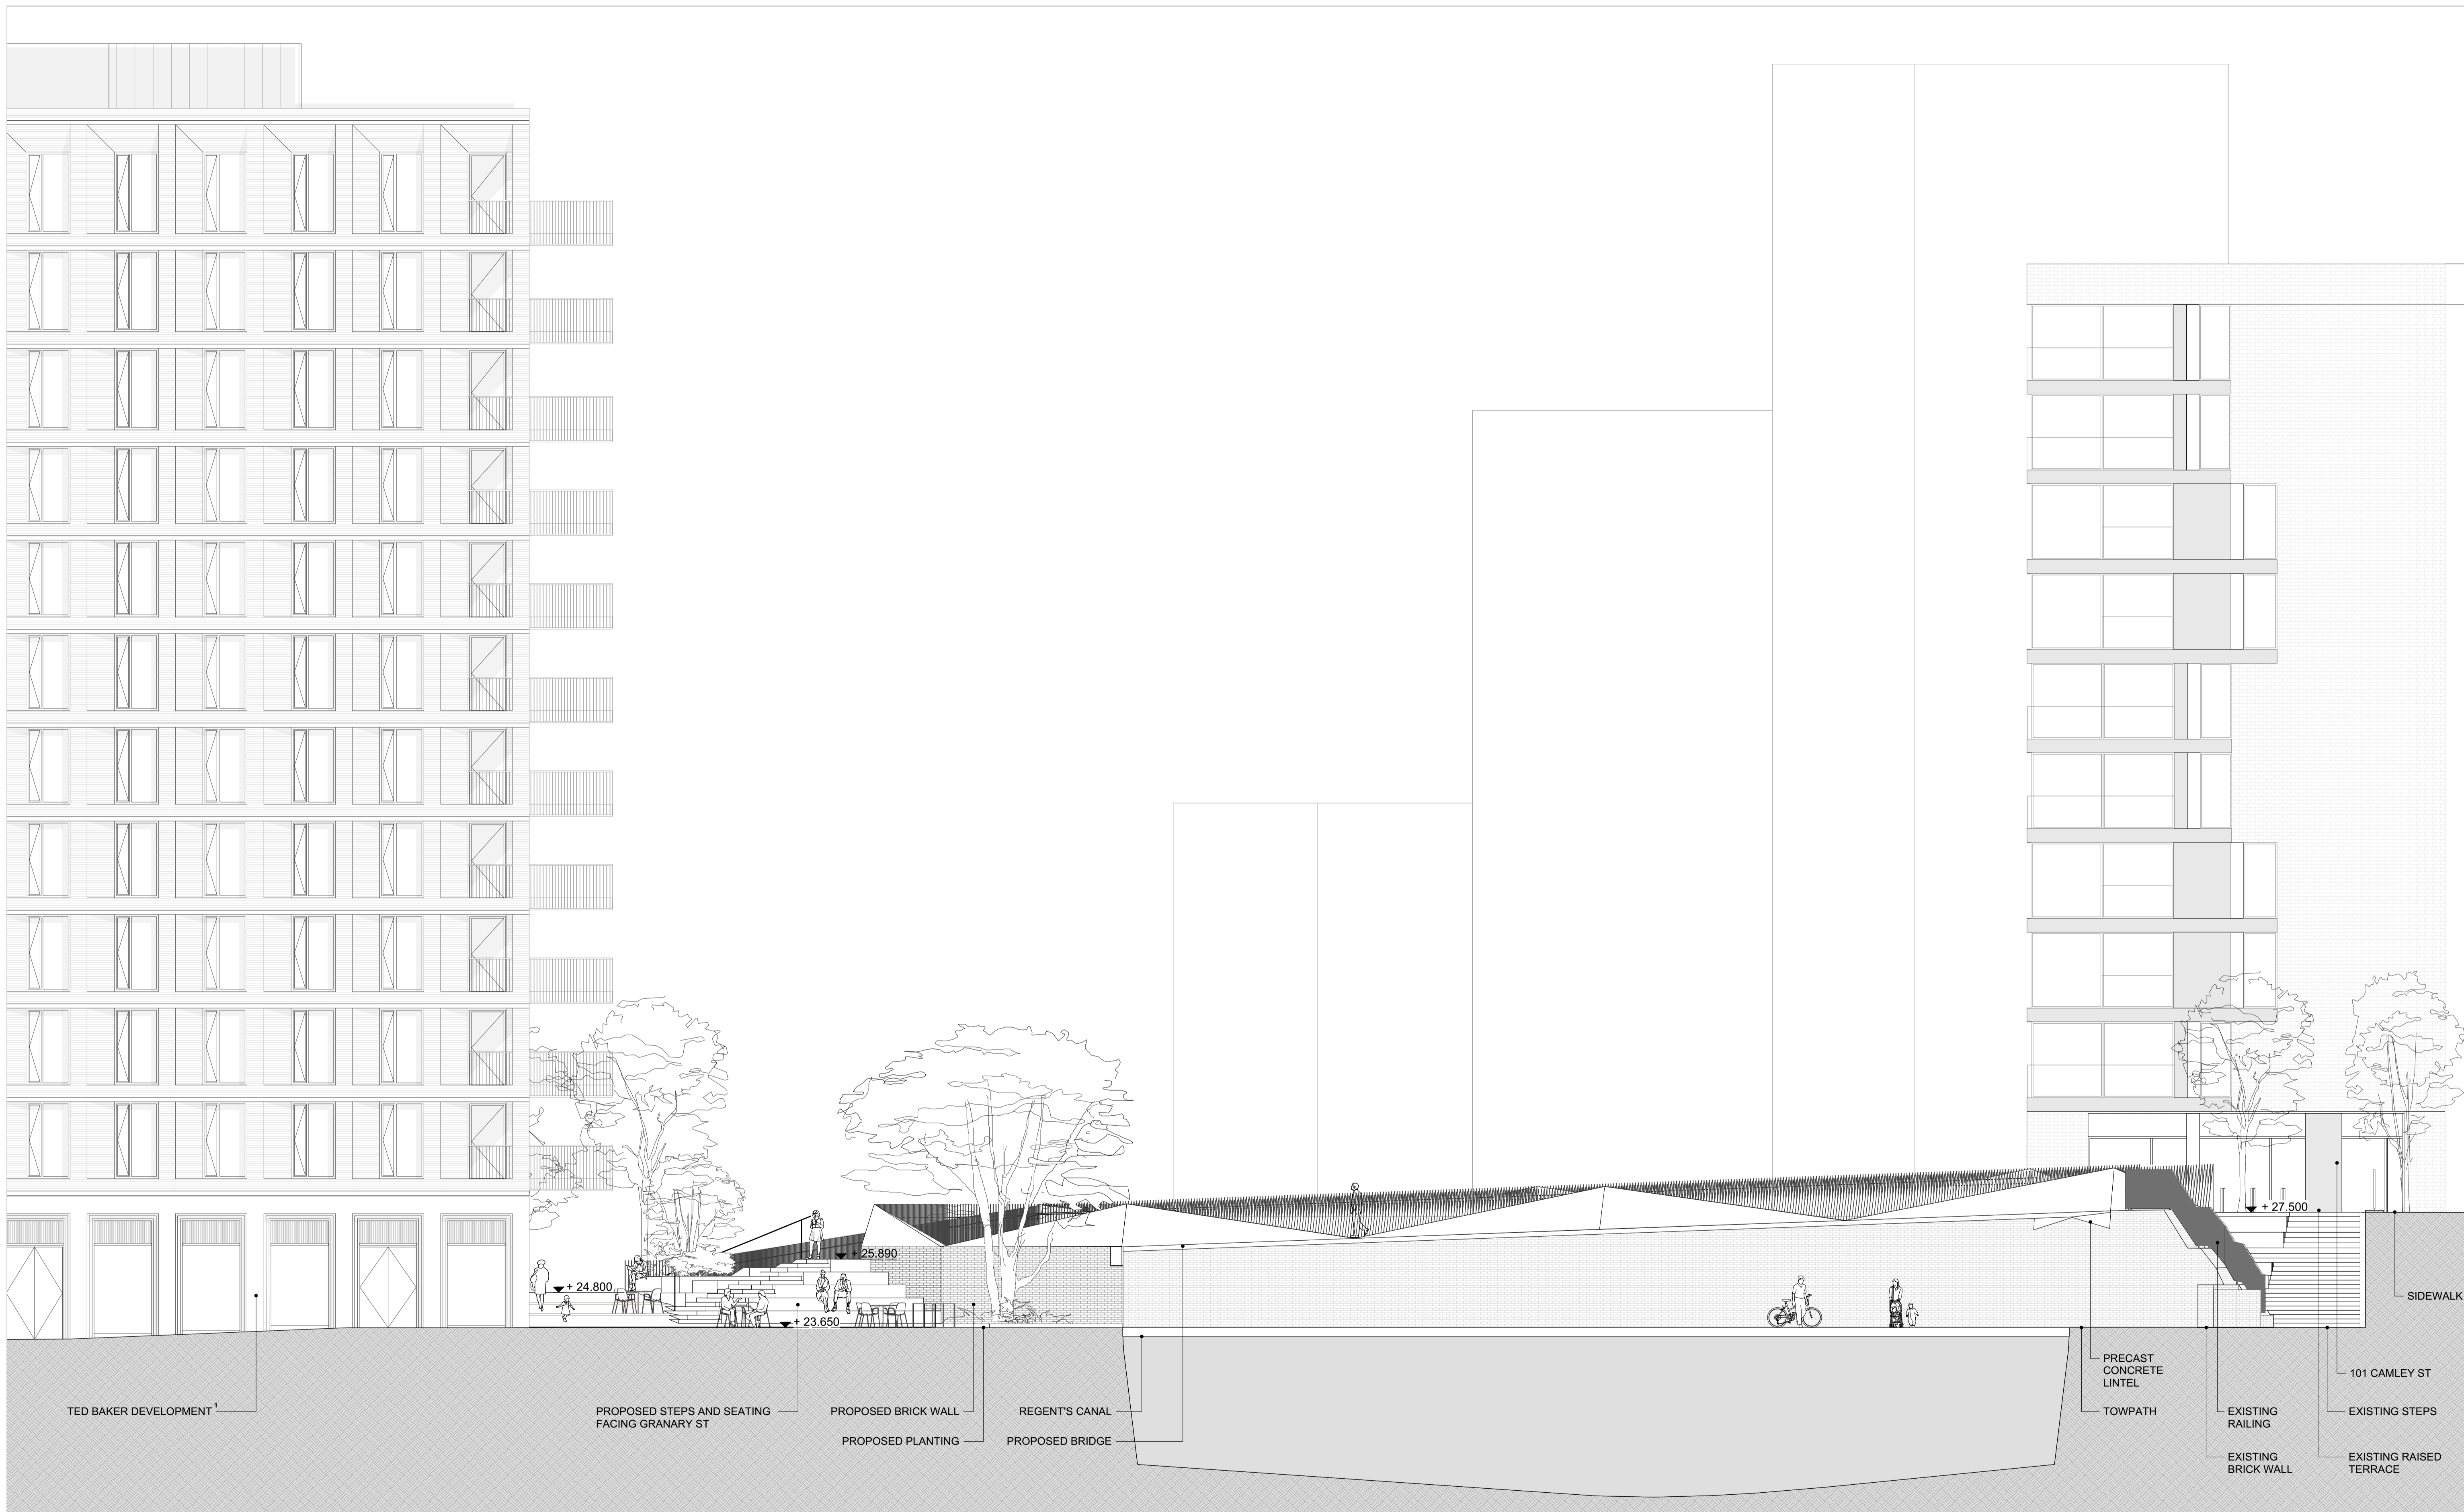 + 27.500
+ 25.890
+ 24.800
+ 23.650
SIDEWALK
PRECAST
CONCRETE
LINTEL
101 CAMLEY ST
TED BAKER DEVELOPMENT¹
PROPOSED STEPS AND SEATING
FACING GRANARY ST
PROPOSED BRICK WALL
REGENT'S CANAL
TOWPATH
EXISTING
RAILING
EXISTING STEPS
PROPOSED PLANTING
PROPOSED BRIDGE
EXISTING
BRICK WALL
EXISTING RAISED
TERRACE